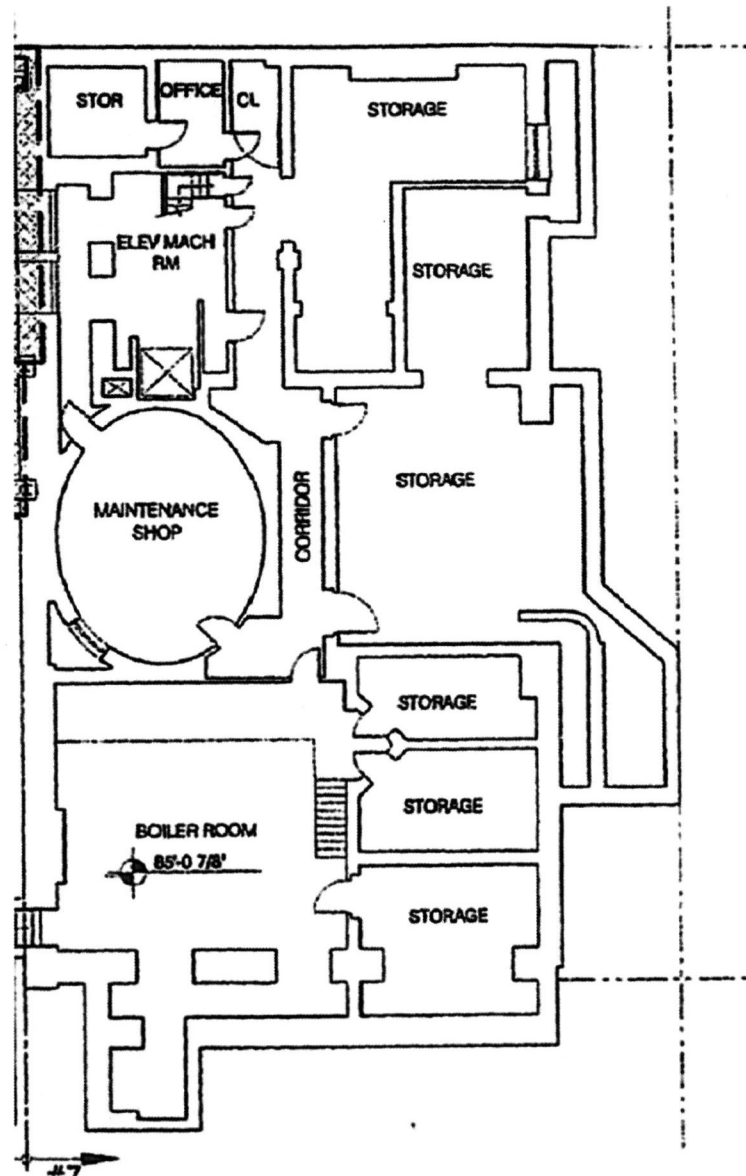 STOR
OFFICE
CL
STORAGE
ELEV MACH
RM
STORAGE
MAINTENANCE
SHOP
CORRIDOR
STORAGE
STORAGE
STORAGE
BOILER ROOM
85'-0 7/8"
STORAGE
#7